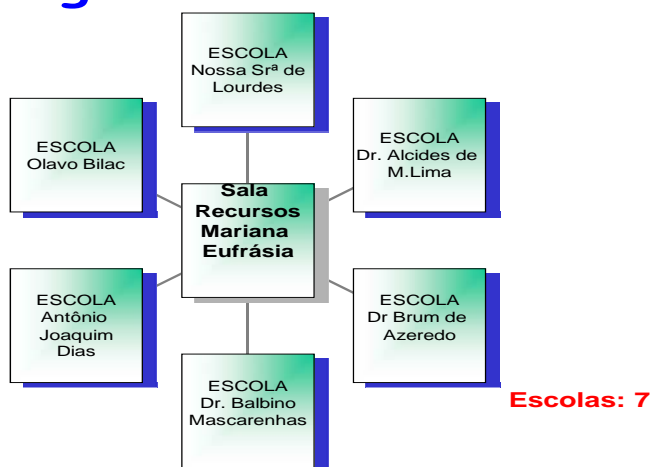 ESCOLA
Nossa Srª de
Lourdes
ESCOLA
Olavo Bilac
ESCOLA
Dr. Alcides de
M.Lima
Sala
Recursos
Mariana
Eufrásia
ESCOLA
Antônio
Joaquim
Dias
ESCOLA
Dr Brum de
Azeredo
ESCOLA
Dr. Balbino
Mascarenhas
Escolas: 7